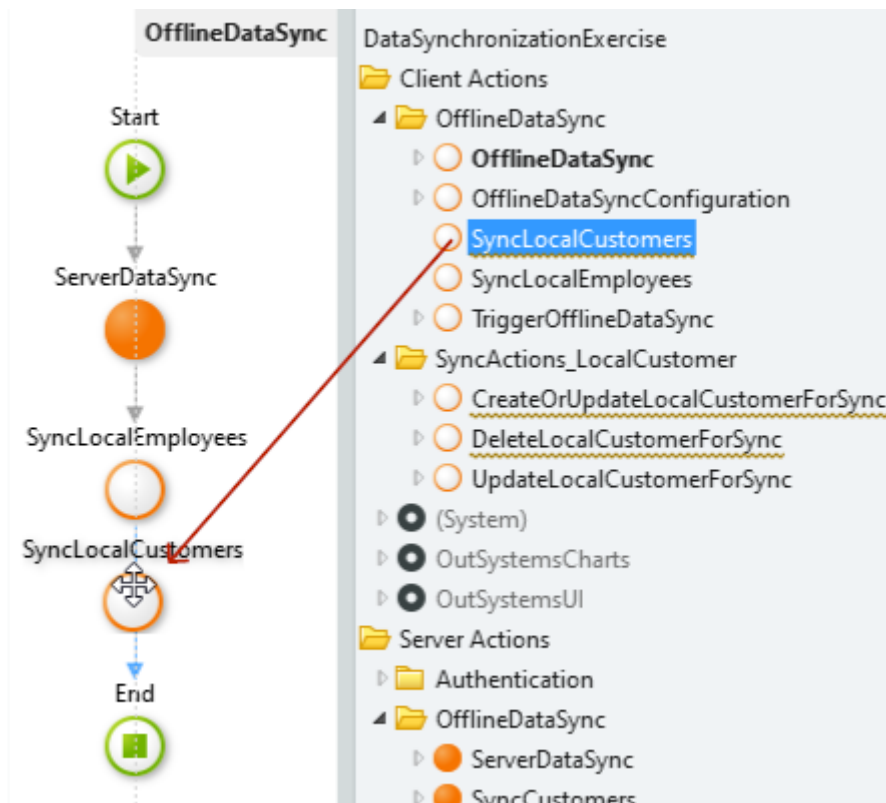 OfflineDataSync
Start
ServerDataSync
SyncLocalEmployees
SyncLocalCustomers
End
DataSynchronizationExercise
Client Actions
OfflineDataSync
OfflineDataSync
OfflineDataSyncConfiguration
SyncLocalCustomers
SyncLocalEmployees
TriggerOfflineDataSync
SyncActions_LocalCustomer
CreateOrUpdateLocalCustomerForSync
DeleteLocalCustomerForSync
UpdateLocalCustomerForSync
(System)
OutSystemsCharts
OutSystemsUI
Server Actions
Authentication
OfflineDataSync
ServerDataSync
SyncCustomers